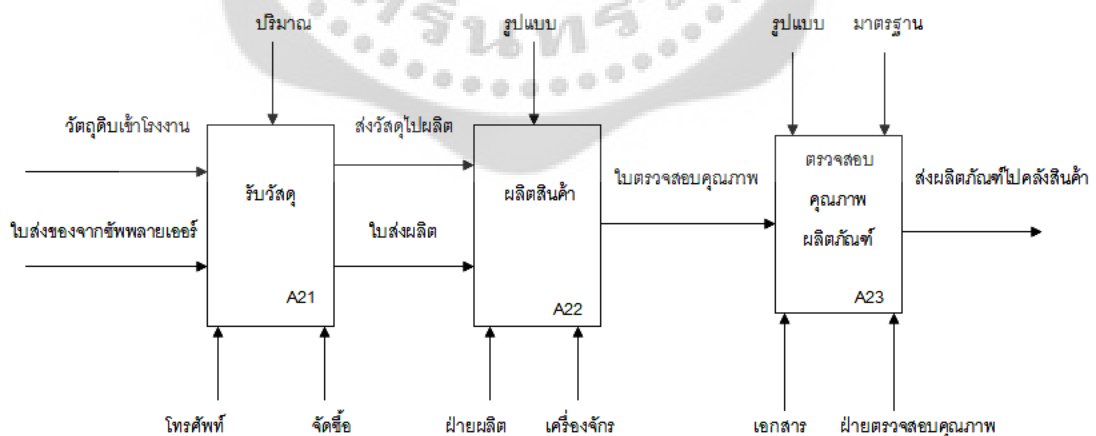 ปริมาณ
รูปแบบ
รูปแบบ
มาตรฐาน
วัตถุดิบเข้าโรงงาน
ส่งวัสดุไปผลิต
รับวัสดุ
ผลิตสินค้า
ใบตรวจสอบคุณภาพ
ตรวจสอบ
คุณภาพ
ผลิตภัณฑ์
ส่งผลิตภัณฑ์ไปคลังสินค้า
ใบส่งของจากซัพพลายเออร์
ใบส่งผลิต
A21
A22
A23
โทรศัพท์
จัดซื้อ
ฝ่ายผลิต
เครื่องจักร
เอกสาร
ฝ่ายตรวจสอบคุณภาพ